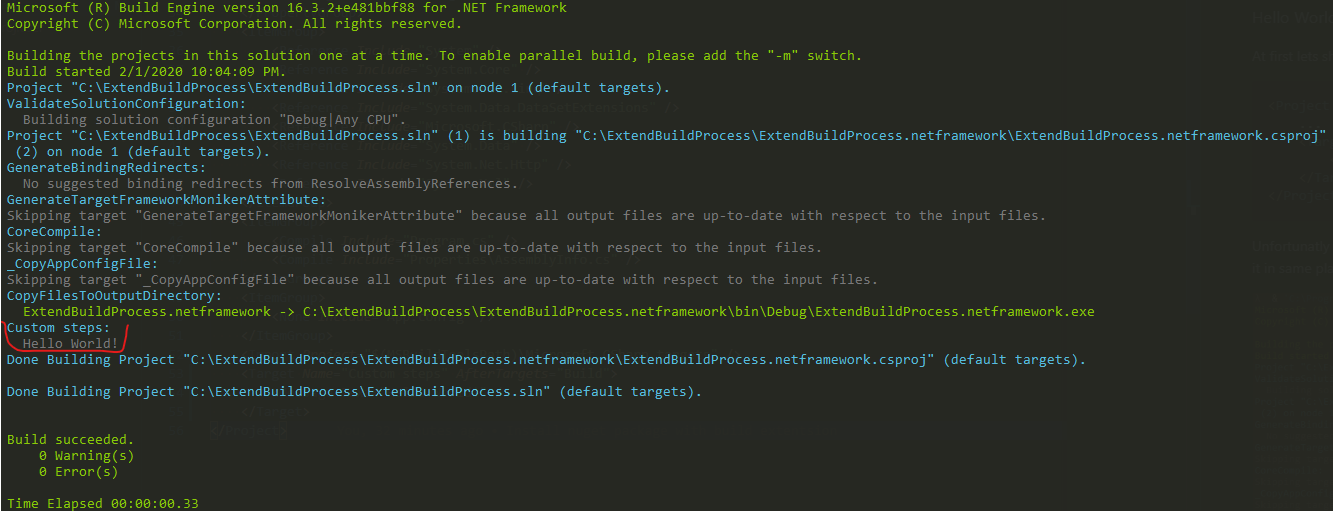 Microsoft (R) Build Engine version 16.3.2+e481bbf88 for .NET Framework
Copyright (C) Microsoft Corporation. All rights reserved.
Building the projects in this solution one at a time. To enable parallel build, please add the "-m" switch.
Build started 2/1/2020 10:04:09 PM.
Project "C:\ExtendBuildProcess\ExtendBuildProcess.sln" on node 1 (default targets).
ValidateSolutionConfiguration:
Building solution configuration "Debug|Any CPU".
Project "C:\ExtendBuildProcess\ExtendBuildProcess.sln" (1) is building "C:\ExtendBuildProcess\ExtendBuildProcess.netframework\ExtendBuildProcess.netframework.csproj"
(2) on node 1 (default targets).
GenerateBindingRedirects:
No suggested binding redirects from ResolveAssemblyReferences.
GenerateTargetFrameworkMonikerAttribute:
Skipping target "GenerateTargetFrameworkMonikerAttribute" because all output files are up-to-date with respect to the input files.
CoreCompile:
Skipping target "CoreCompile" because all output files are up-to-date with respect to the input files.
_CopyAppConfigFile:
Skipping target "_CopyAppConfigFile" because all output files are up-to-date with respect to the input files.
CopyFilesToOutputDirectory:
ExtendBuildProcess.netframework -> C:\ExtendBuildProcess\ExtendBuildProcess.netframework\bin\Debug\ExtendBuildProcess.netframework.exe
Custom steps:
Hello World!
Done Building Project "C:\ExtendBuildProcess\ExtendBuildProcess.netframework\ExtendBuildProcess.netframework.csproj" (default targets).
Done Building Project "C:\ExtendBuildProcess\ExtendBuildProcess.sln" (default targets).
Build succeeded.
0 Warning(s)
0 Error(s)
Time Elapsed 00:00:00.33